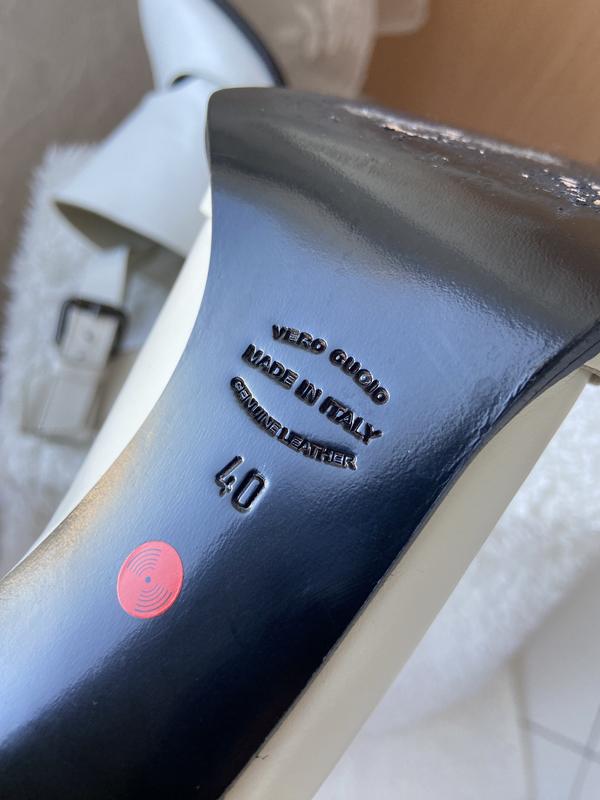 VERO CUOIO
MADE IN ITALY
GENUINE LEATHER
40